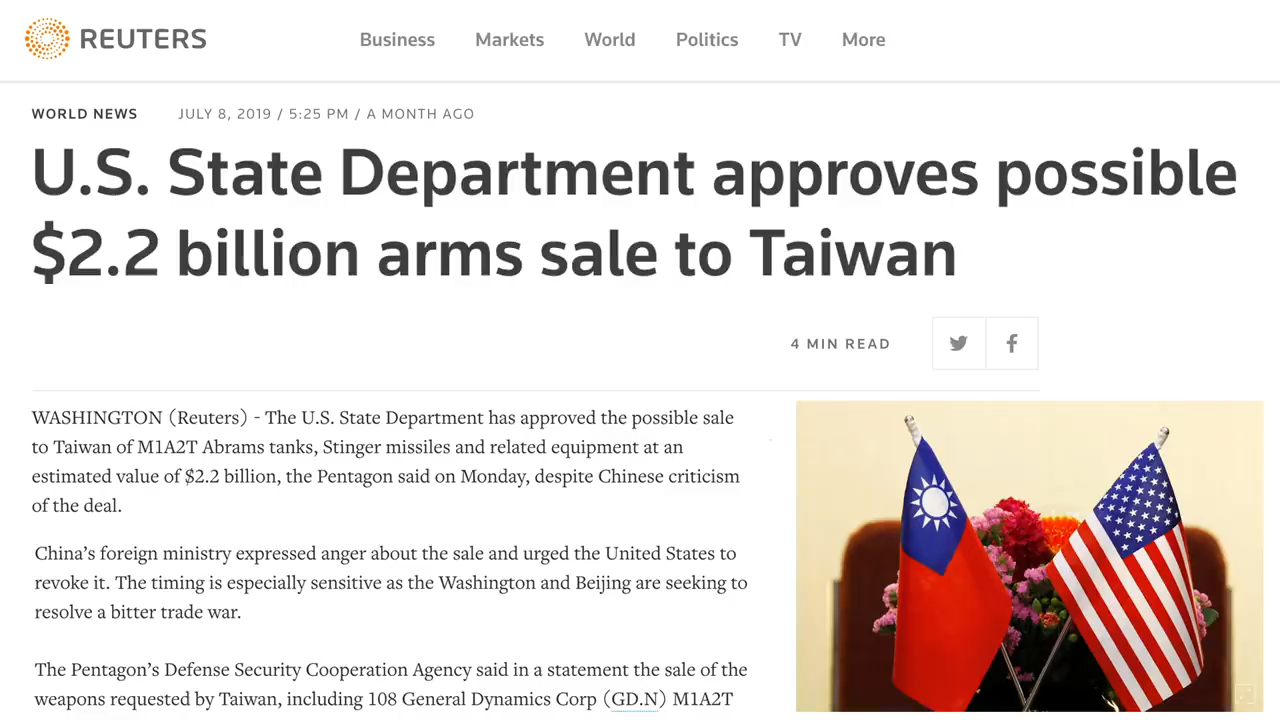 REUTERS
Business Markets World Politics TV More
WORLD NEWS JULY 8, 2019 / 5:25 PM / A MONTH AGO
U.S. State Department approves possible
$2.2 billion arms sale to Taiwan
4 MIN READ
WASHINGTON (Reuters) - The U.S. State Department has approved the possible sale
to Taiwan of M1A2T Abrams tanks, Stinger missiles and related equipment at an
estimated value of $2.2 billion, the Pentagon said on Monday, despite Chinese criticism
of the deal.
China’s foreign ministry expressed anger about the sale and urged the United States to
revoke it. The timing is especially sensitive as the Washington and Beijing are seeking to
resolve a bitter trade war.
The Pentagon’s Defense Security Cooperation Agency said in a statement the sale of the
weapons requested by Taiwan, including 108 General Dynamics Corp (GD.N) M1A2T